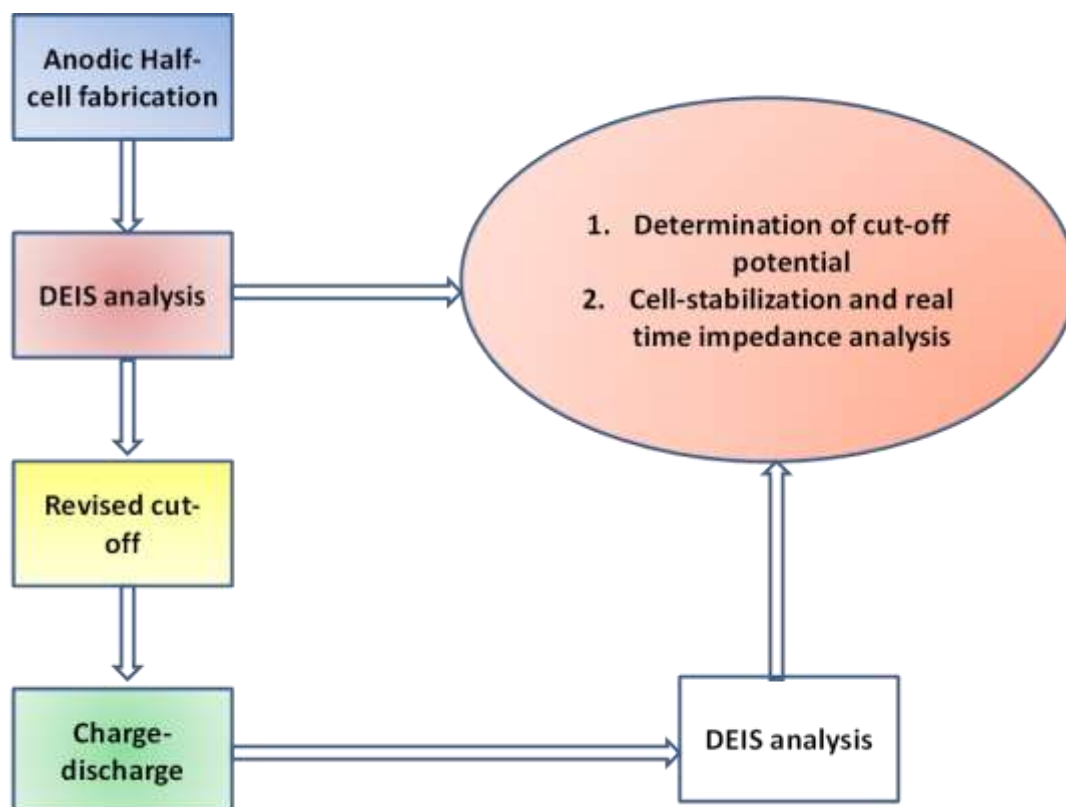 Anodic Half-
cell fabrication
DEIS analysis
1. Determination of cut-off
potential
2. Cell-stabilization and real
time impedance analysis
Revised cut-
off
Charge-
discharge
DEIS analysis